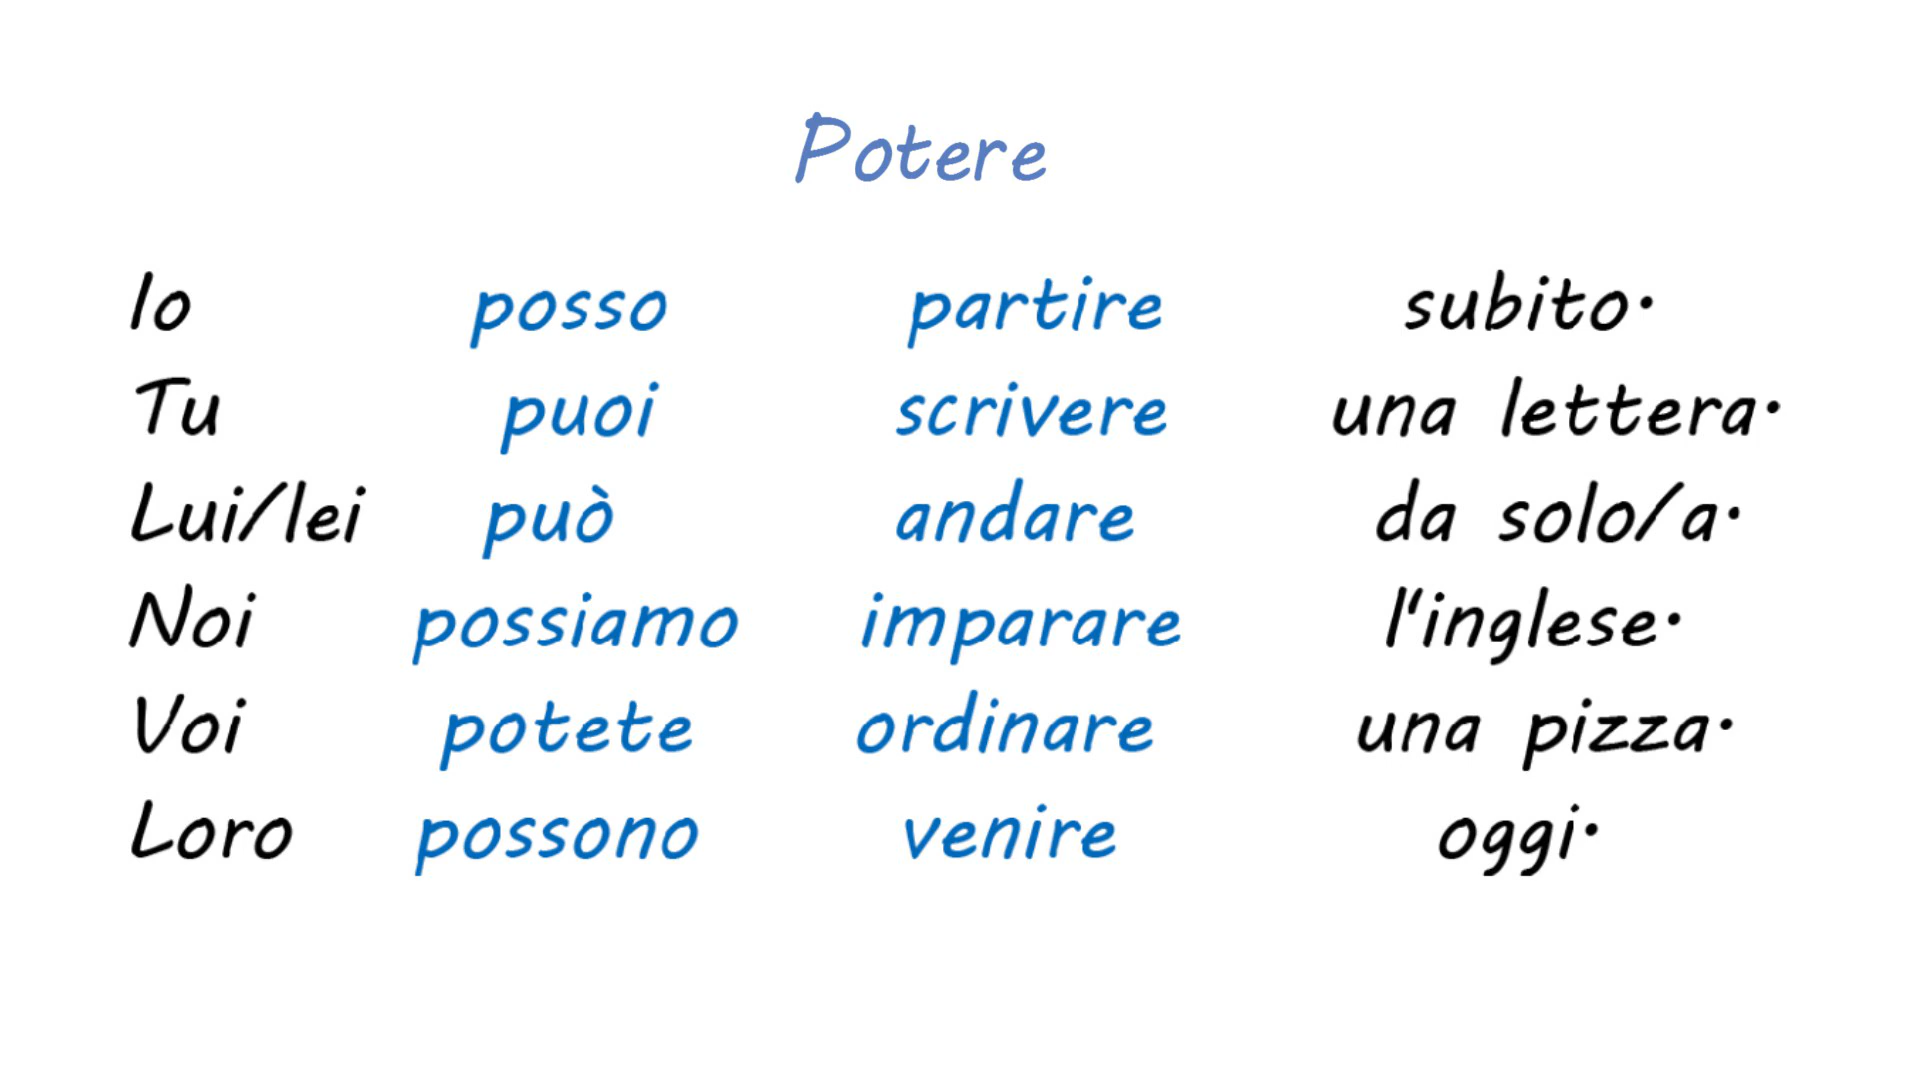 Potere
Io posso partire subito.
Tu puoi scrivere una lettera.
Lui/lei può andare da solo/a.
Noi possiamo imparare l'inglese.
Voi potete ordinare una pizza.
Loro possono venire oggi.